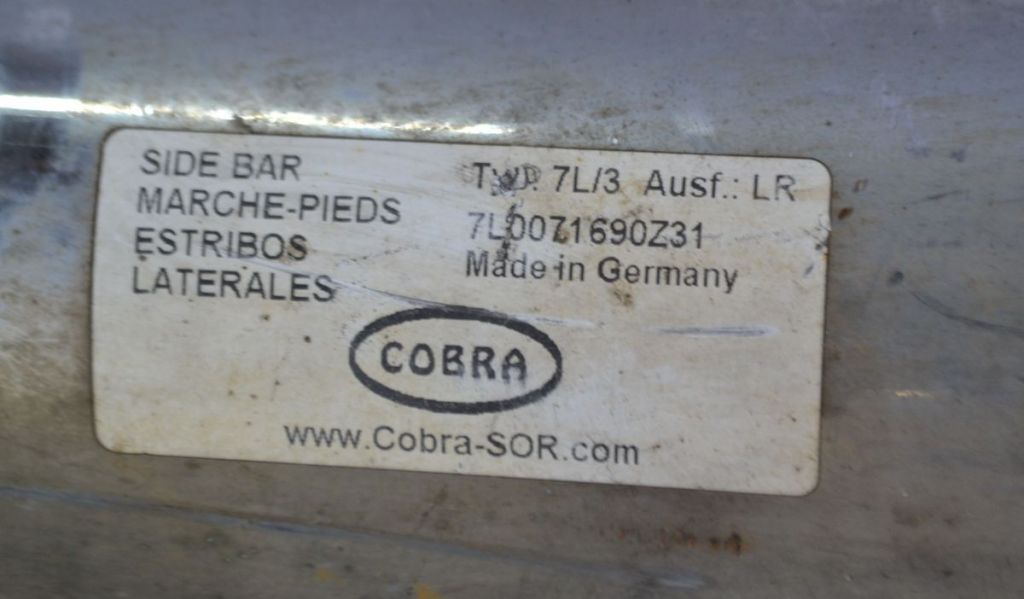 SIDE BAR
MARCHE-PIEDS
ESTRIBOS
LATERALES
Typ. 7L/3 Ausf.: LR
7L0071690Z31
Made in Germany
COBRA
www.Cobra-SOR.com